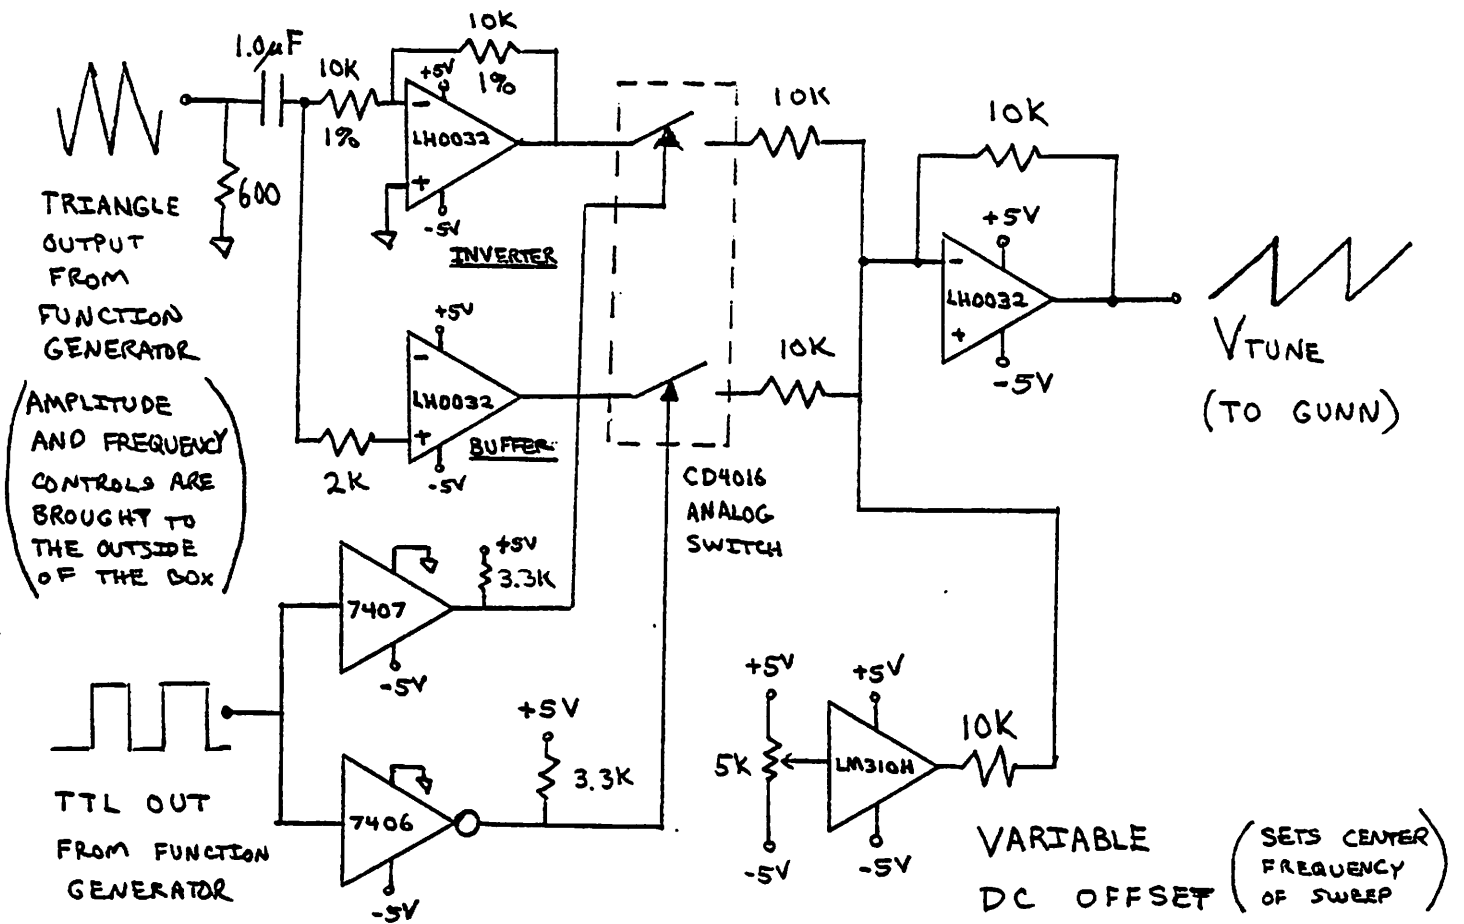 10K
1.0µF
10K
1%
+5V
1%
-
LH0032
+
-5V
INVERTER
600
TRIANGLE
OUTPUT
FROM
FUNCTION
GENERATOR
(AMPLITUDE
AND FREQUENCY
CONTROLS ARE
BROUGHT TO
THE OUTSIDE
OF THE BOX)
+5V
-
LH0032
+
-5V
BUFFER
2K
10K
10K
CD4016
ANALOG
SWITCH
10K
+5V
-
LH0032
+
-5V
VTUNE
(TO GUNN)
7407
-5V
+5V
3.3K
TTL OUT
FROM FUNCTION
GENERATOR
7406
-5V
+5V
3.3K
+5V
5K
-5V
+5V
LM310H
-5V
10K
VARIABLE
DC OFFSET
(SETS CENTER
FREQUENCY
OF SWEEP)